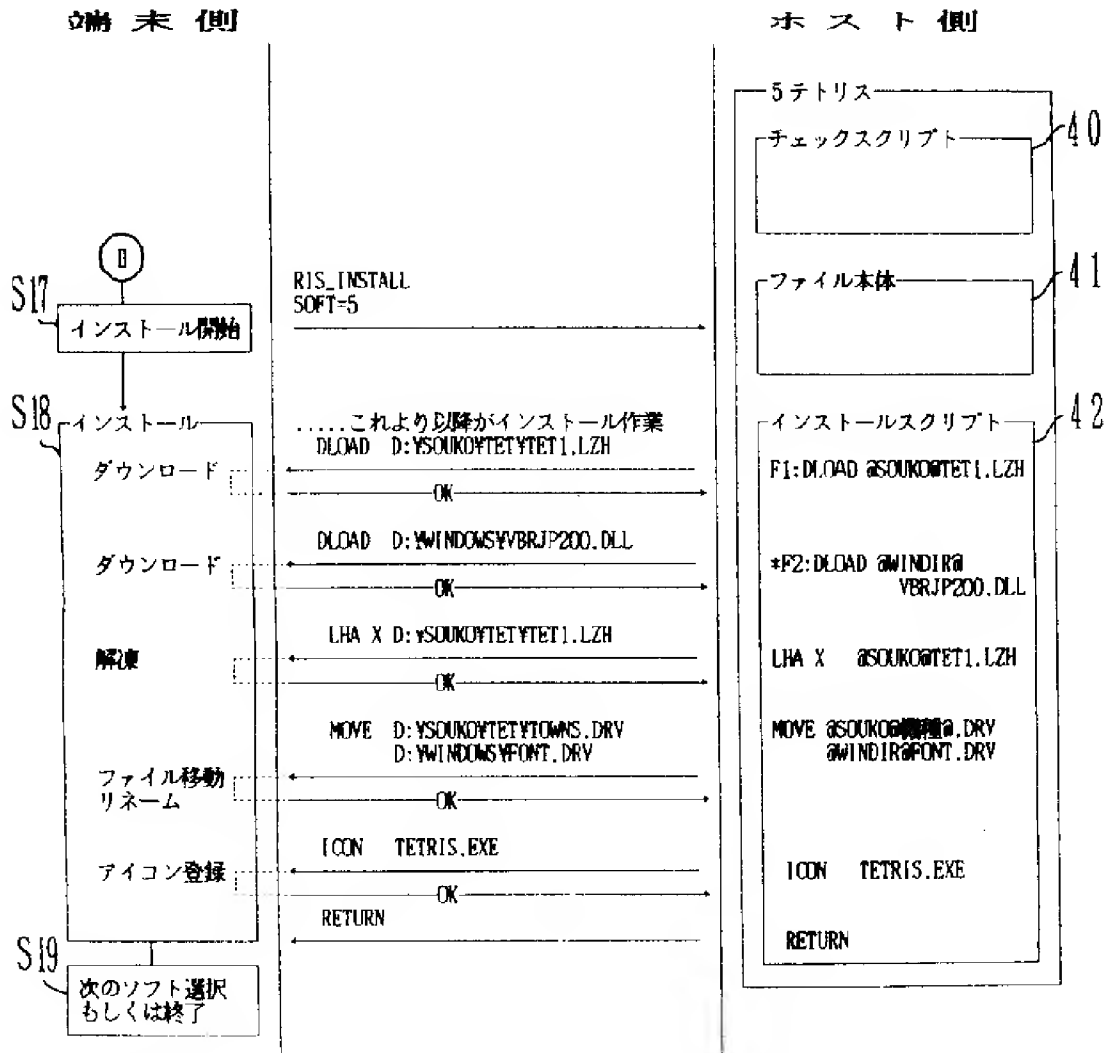 端末側
ホスト側
5テトリス
チェックスクリプト
40
ファイル本体
41
S17
インストール開始
RIS_INSTALL
SOFT=5
S18
インストール
.....これより以降がインストール作業
インストールスクリプト
42
ダウンロード
DLOAD D:¥SOUKO¥TET¥TET1.LZH
OK
F1:DLOAD @SOUKO@TET1.LZH
ダウンロード
DLOAD D:¥WINDOWS¥VBRJP200.DLL
OK
*F2:DLOAD @WINDIR@
VBRJP200.DLL
解凍
LHA X D:¥SOUKO¥TET¥TET1.LZH
OK
LHA X @SOUKO@TET1.LZH
ファイル移動
リネーム
MOVE D:¥SOUKO¥TET¥TOWNS.DRV
D:¥WINDOWS¥FONT.DRV
OK
MOVE @SOUKO@機種@.DRV
@WINDIR@FONT.DRV
アイコン登録
ICON TETRIS.EXE
OK
ICON TETRIS.EXE
RETURN
RETURN
S19
次のソフト選択
もしくは終了